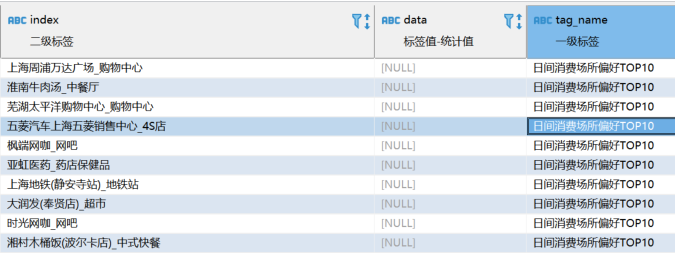 ABC index ABC data ABC tag_name
二级标签 标签值-统计值 一级标签
上海周浦万达广场_购物中心 [NULL] 日间消费场所偏好TOP10
淮南牛肉汤_中餐厅 [NULL] 日间消费场所偏好TOP10
芜湖太平洋购物中心_购物中心 [NULL] 日间消费场所偏好TOP10
五菱汽车上海五菱销售中心_4S店 [NULL] 日间消费场所偏好TOP10
枫端网咖_网吧 [NULL] 日间消费场所偏好TOP10
亚虹医药_药店保健品 [NULL] 日间消费场所偏好TOP10
上海地铁(静安寺站)_地铁站 [NULL] 日间消费场所偏好TOP10
大润发(奉贤店)_超市 [NULL] 日间消费场所偏好TOP10
时光网咖_网吧 [NULL] 日间消费场所偏好TOP10
湘村木桶饭(波尔卡店)_中式快餐 [NULL] 日间消费场所偏好TOP10